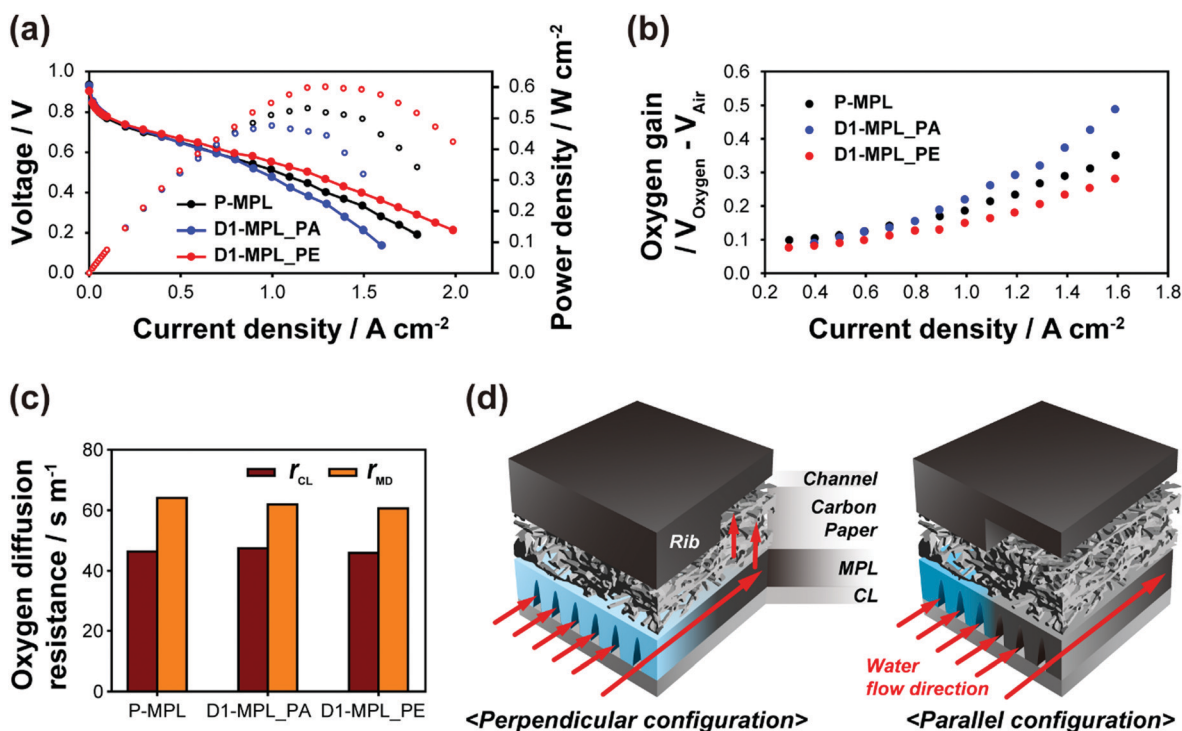 (a)
Voltage / V
1.0
0.8
0.6
0.4
0.2
0.0
P-MPL
D1-MPL_PA
D1-MPL_PE
0.6
0.5
0.4
0.3
0.2
0.1
0.0
Power density / W cm⁻²
0.0 0.5 1.0 1.5 2.0
Current density / A cm⁻²
(b)
Oxygen gain
/ V_Oxygen - V_Air
0.6
0.5
0.4
0.3
0.2
0.1
0.0
P-MPL
D1-MPL_PA
D1-MPL_PE
0.2 0.4 0.6 0.8 1.0 1.2 1.4 1.6 1.8
Current density / A cm⁻²
(c)
Oxygen diffusion
resistance / s m⁻¹
80
60
40
20
0
r_CL r_MD
P-MPL D1-MPL_PA D1-MPL_PE
(d)
Rib
Channel
Carbon
Paper
MPL
CL
Water
flow direction
<Perpendicular configuration>
<Parallel configuration>